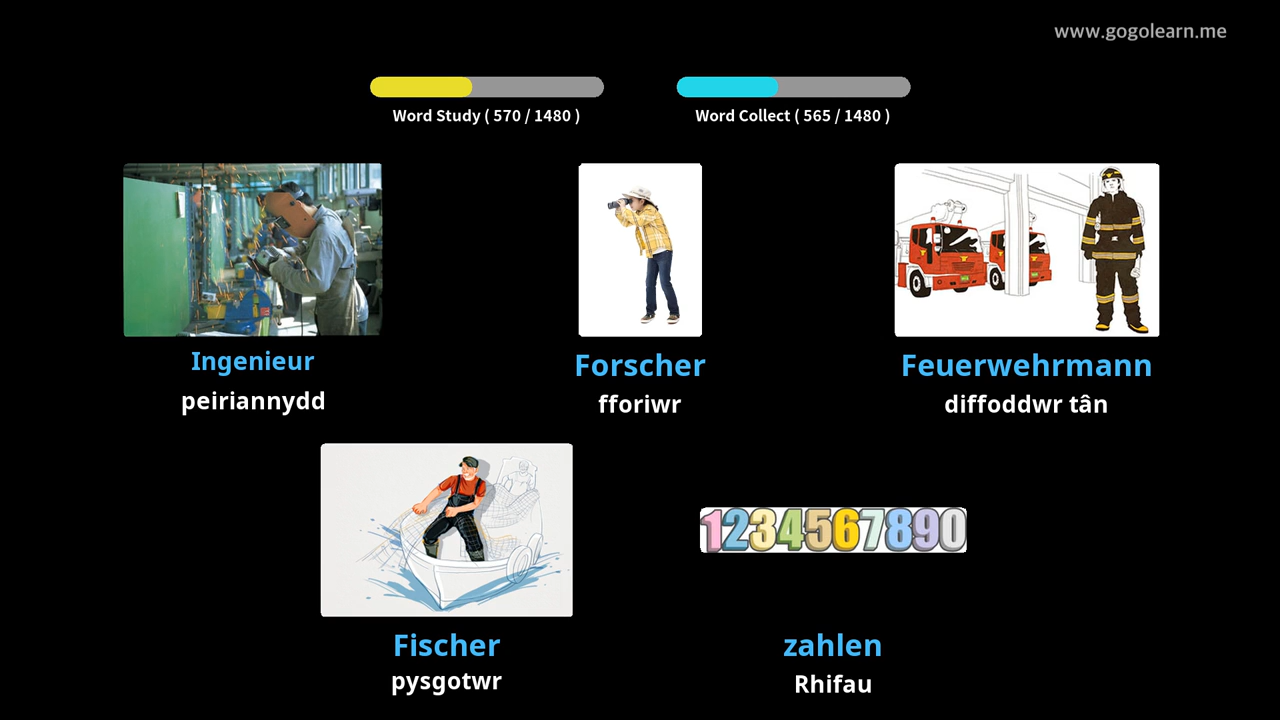 www.gogolearn.me
Word Study ( 570 / 1480 )
Word Collect ( 565 / 1480 )
Ingenieur
peiriannydd
Forscher
fforiwr
Feuerwehrmann
diffoddwr tân
Fischer
pysgotwr
1234567890
zahlen
Rhifau